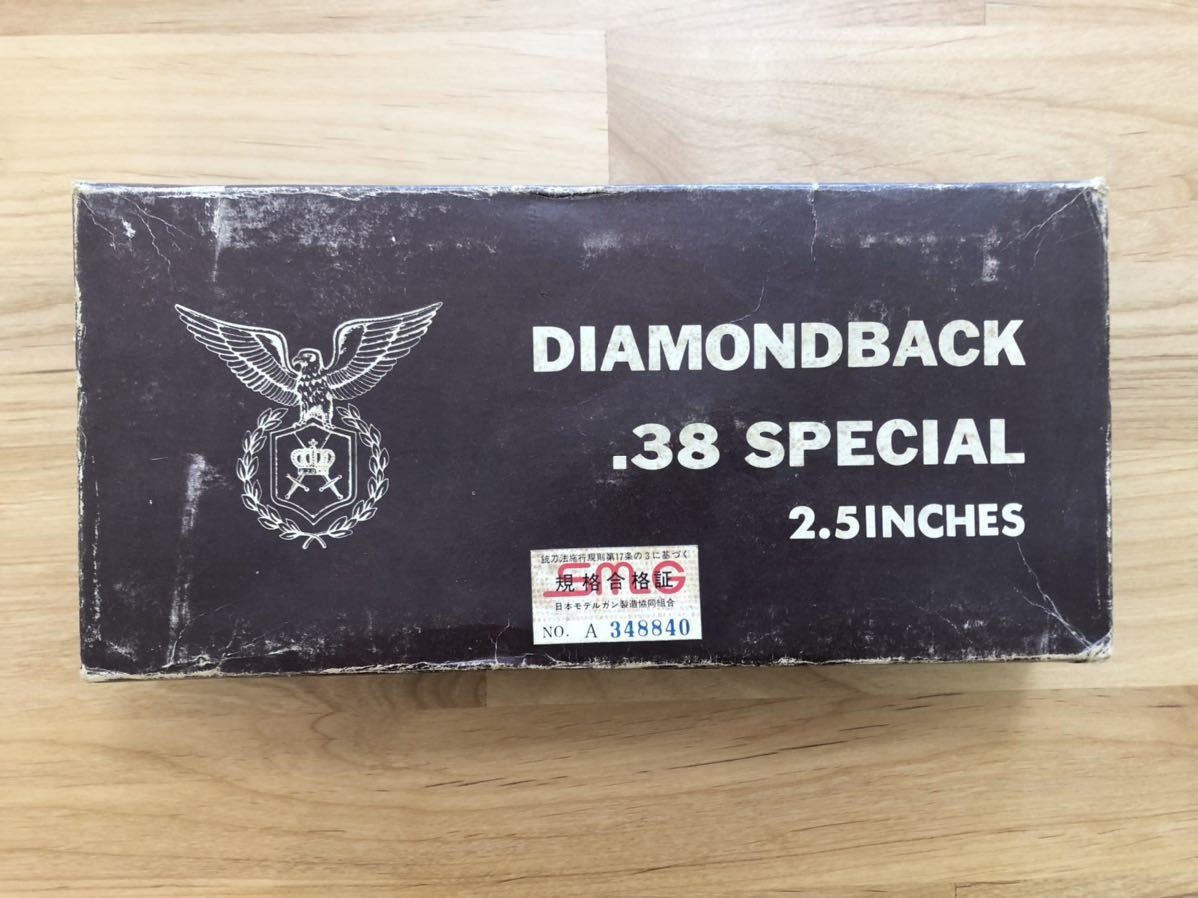 DIAMONDBACK
.38 SPECIAL
2.5INCHES
銃刀法施行規則第17条の3に基づく
SMG
規格合格証
日本モデルガン製造協同組合
NO. A 348840